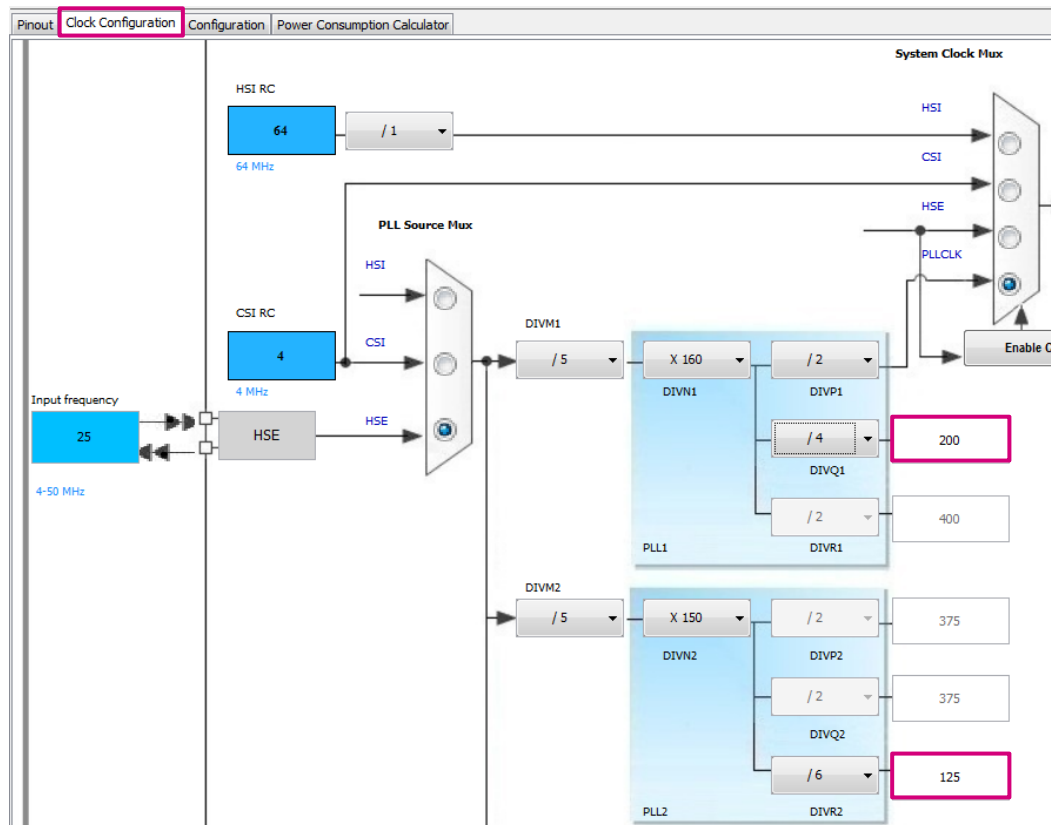 Pinout Clock Configuration Configuration Power Consumption Calculator
System Clock Mux
HSI RC
64
/ 1
64 MHz
HSI
CSI
HSE
PLLCLK
Enable C
PLL Source Mux
HSI
CSI
HSE
CSI RC
4
4 MHz
Input frequency
25
4-50 MHz
HSE
DIVM1
/ 5
X 160
DIVN1
/ 2
DIVP1
/ 4
DIVQ1
200
/ 2
DIVR1
400
PLL1
DIVM2
/ 5
X 150
DIVN2
/ 2
DIVP2
375
/ 2
DIVQ2
375
/ 6
DIVR2
125
PLL2